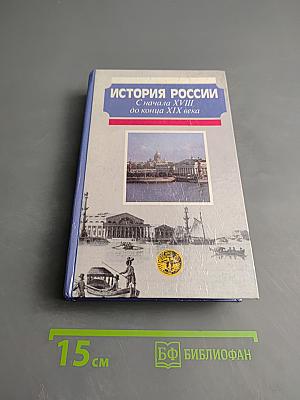 ИСТОРИЯ РОССИИ
С начала XVIII
до конца XIX века
15 см
БФ БИБЛИОФАН